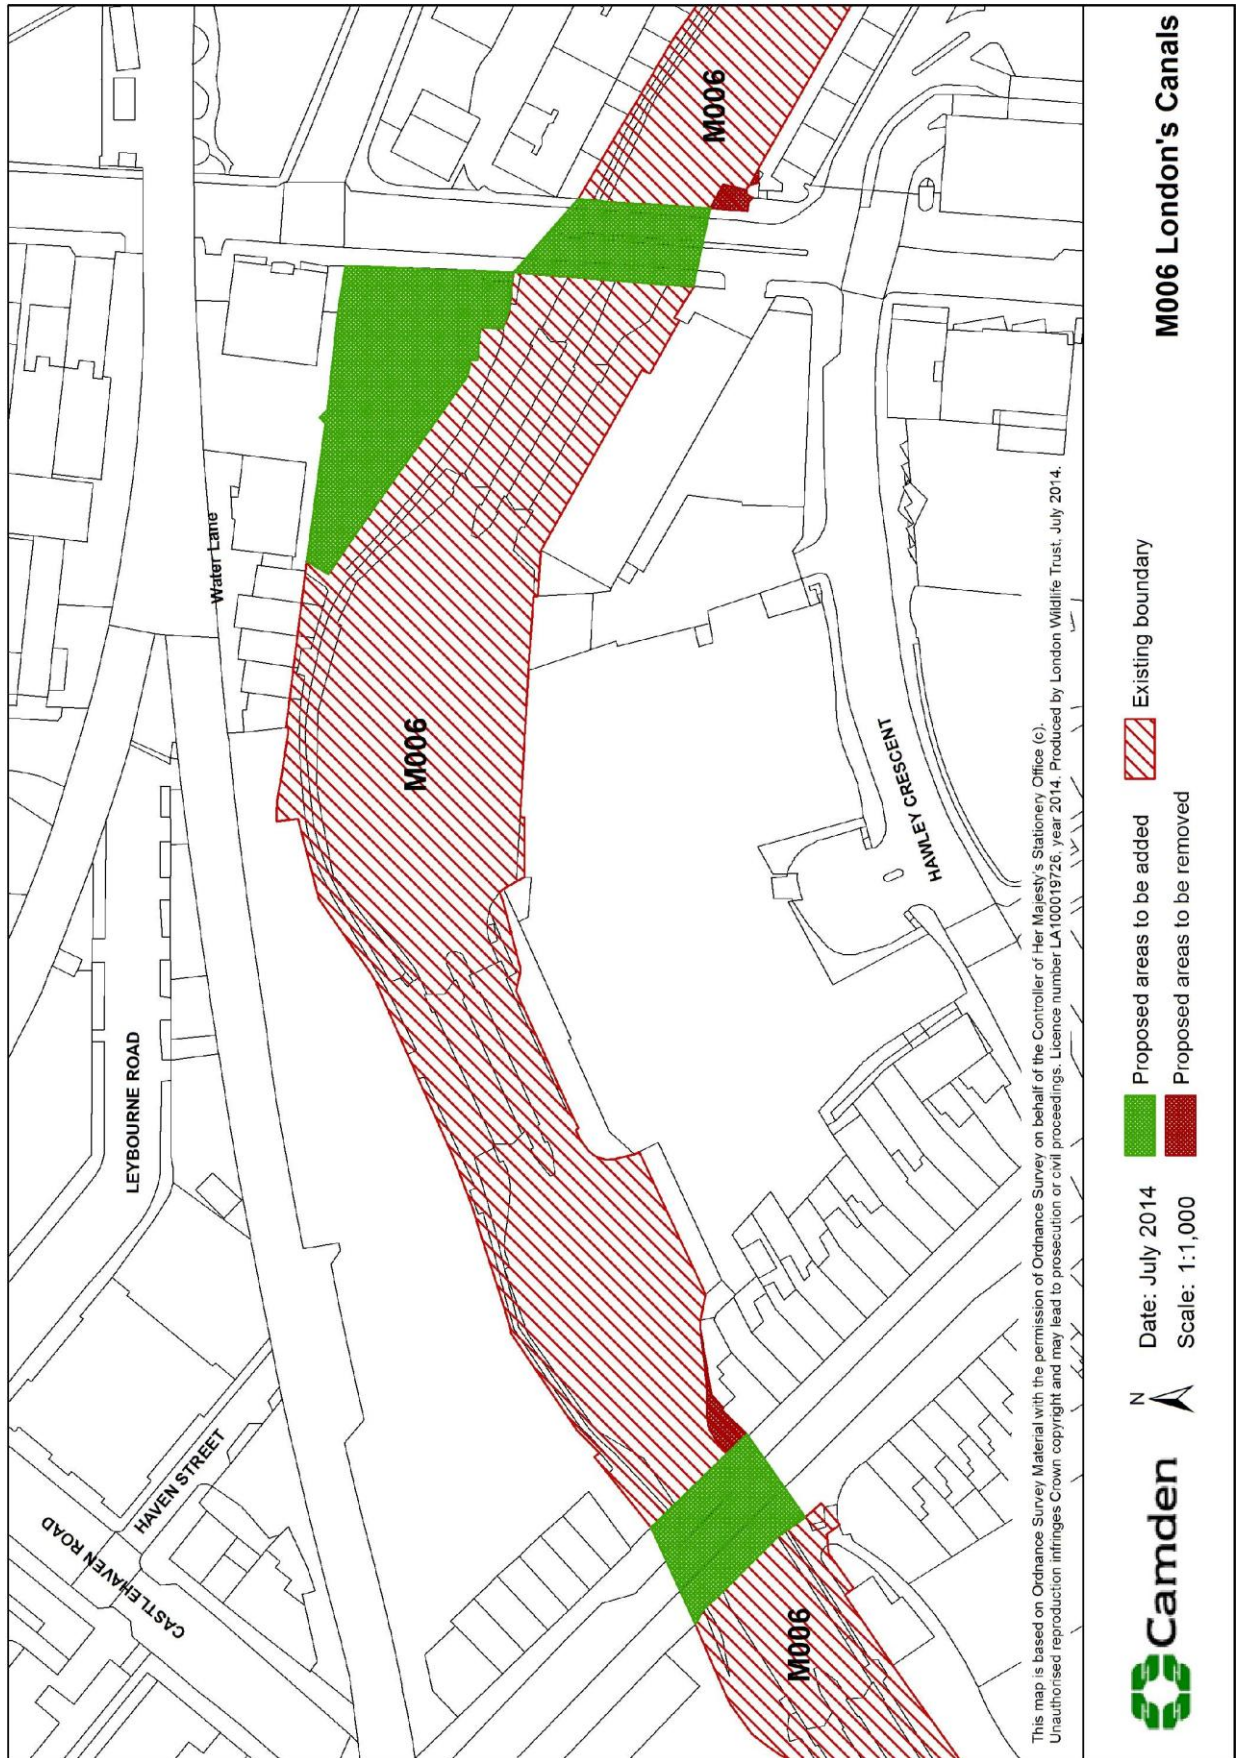 CASTLEHAVEN ROAD
HAVEN STREET
LEYBOURNE ROAD
Water Lane
M006
M006
M006
HAWLEY CRESCENT
This map is based on Ordnance Survey Material with the permission of Ordnance Survey on behalf of the Controller of Her Majesty's Stationery Office (c).
Unauthorised reproduction infringes Crown copyright and may lead to prosecution or civil proceedings. Licence number LA100019726, year 2014. Produced by London Wildlife Trust, July 2014.
Camden
N
Date: July 2014
Scale: 1:1,000
Proposed areas to be added
Proposed areas to be removed
Existing boundary
M006 London's Canals